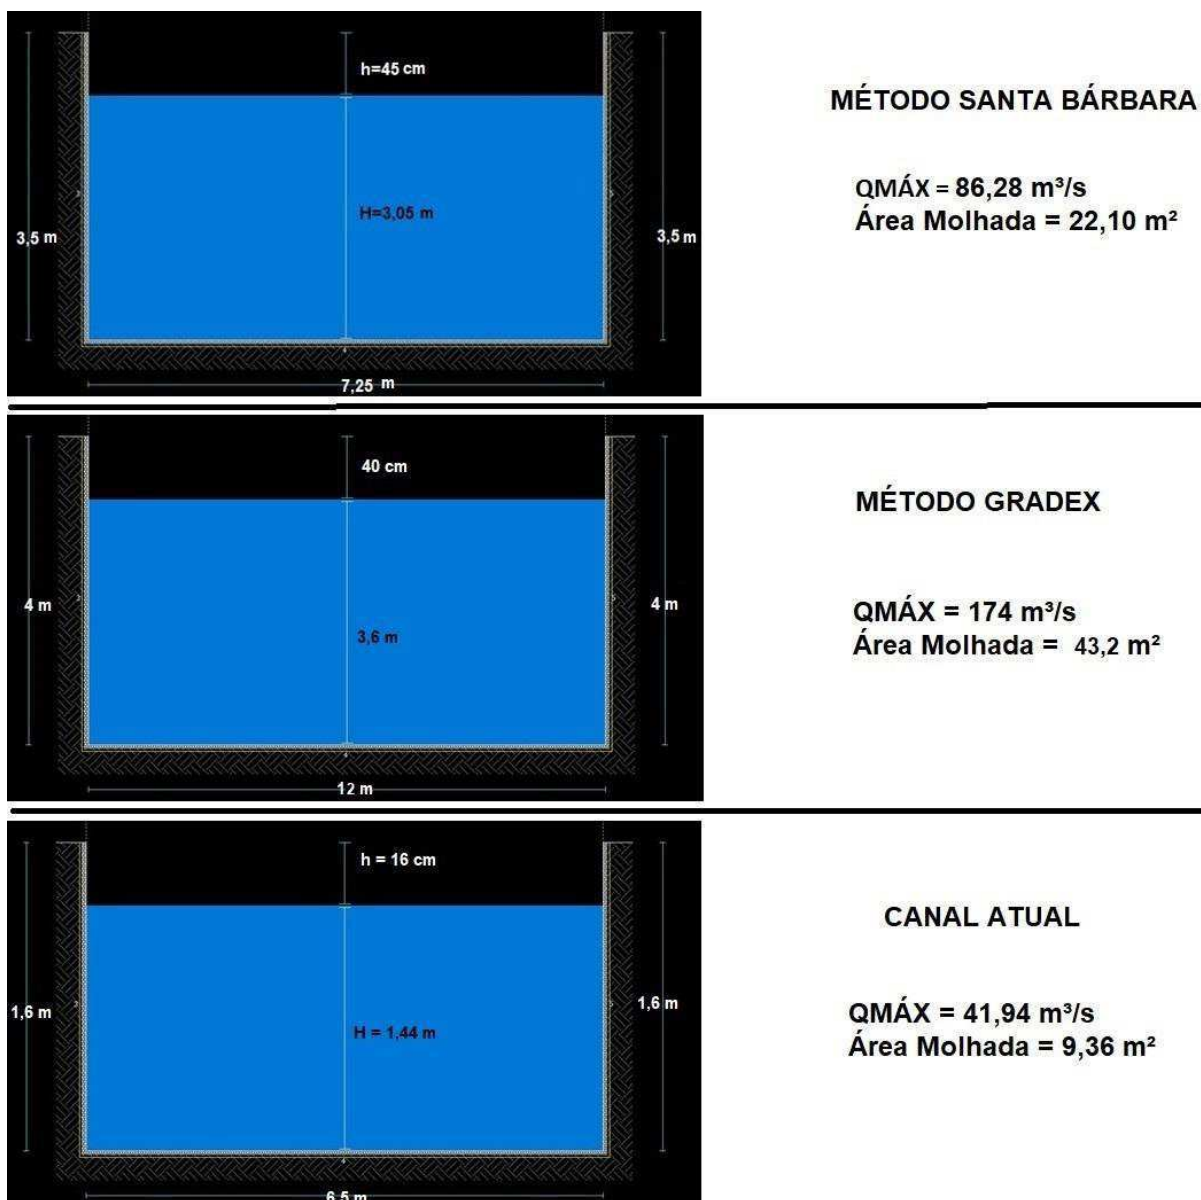 h=45 cm
MÉTODO SANTA BÁRBARA
QMÁX = 86,28 m³/s
Área Molhada = 22,10 m²
H=3,05 m
3,5 m
3,5 m
7,25 m
40 cm
MÉTODO GRADEX
QMÁX = 174 m³/s
Área Molhada = 43,2 m²
4 m
4 m
3,6 m
12 m
h = 16 cm
CANAL ATUAL
1,6 m
1,6 m
QMÁX = 41,94 m³/s
Área Molhada = 9,36 m²
H = 1,44 m
6,5 m